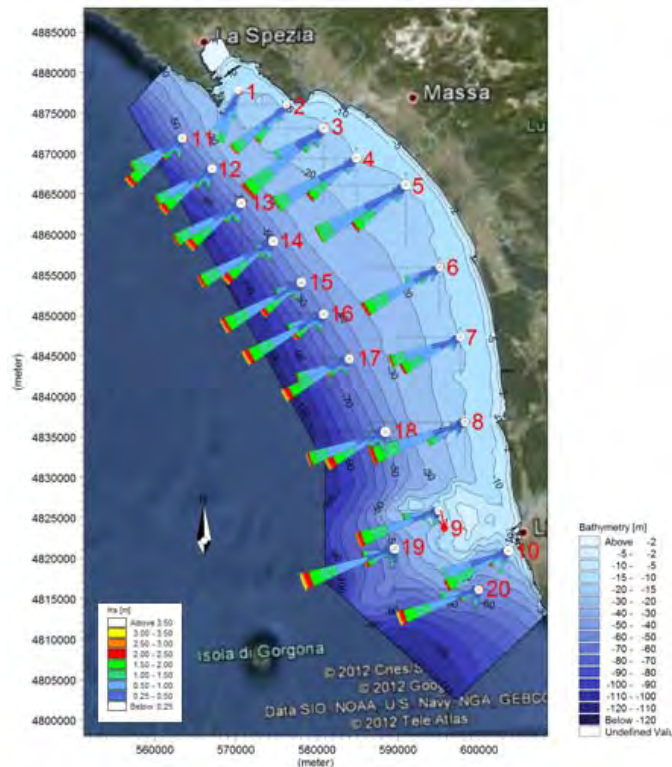 4885000
4880000
4875000
4870000
4865000
4860000
4855000
4850000
4845000
4840000
4835000
4830000
4825000
4820000
4815000
4810000
4805000
4800000
(meter)
La Spezia
Massa
Lu
1
2
3
4
5
6
7
8
9
10
11
12
13
14
15
16
17
18
19
20
N
Isola di Gorgona
© 2012 Cnes/S
© 2012 Goog
Data SIO, NOAA, U.S. Navy, NGA, GEBCO
© 2012 Tele Atlas
Hs [m]
Above 3.50
3.00 - 3.50
2.50 - 3.00
2.00 - 2.50
1.50 - 2.00
1.00 - 1.50
0.50 - 1.00
0.25 - 0.50
Below 0.25
560000 570000 580000 590000 600000
(meter)
Bathymetry [m]
Above -2
-5 - -2
-10 - -5
-15 - -10
-20 - -15
-30 - -20
-40 - -30
-50 - -40
-60 - -50
-70 - -60
-80 - -70
-90 - -80
-100 - -90
-110 - -100
-120 - -110
Below -120
Undefined Valu